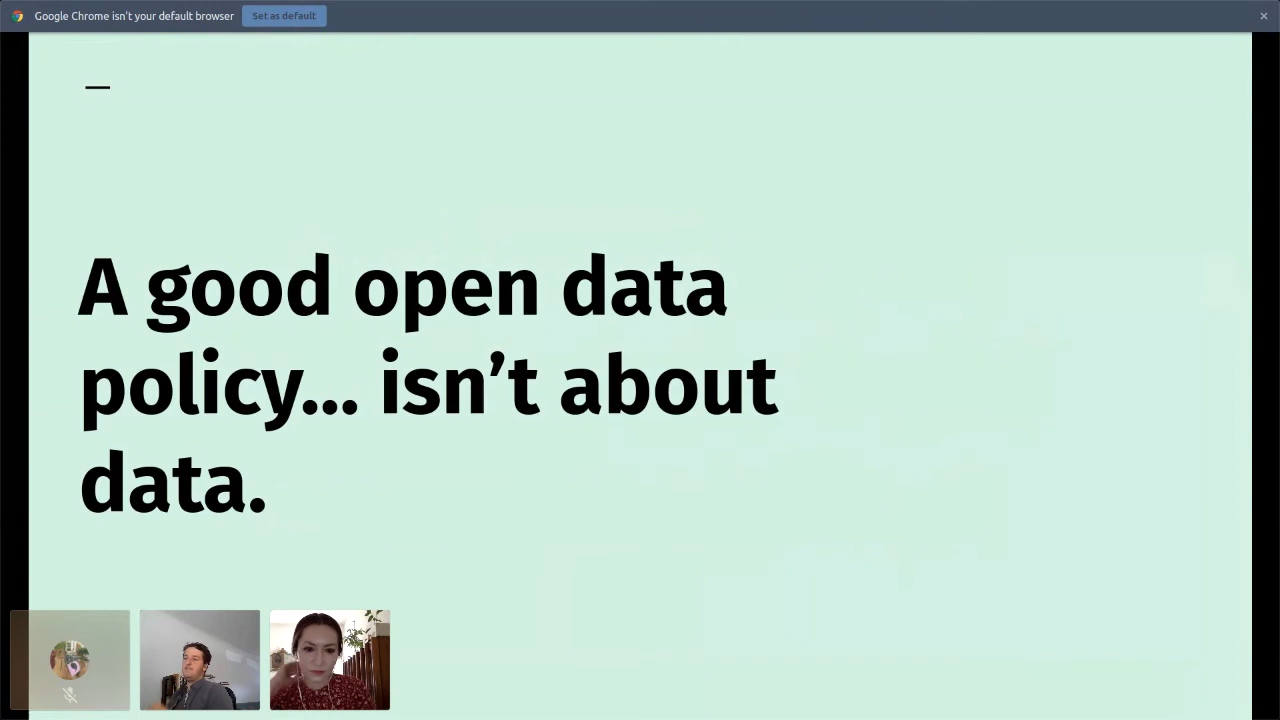 Google Chrome isn't your default browser
Set as default
A good open data
policy... isn’t about
data.